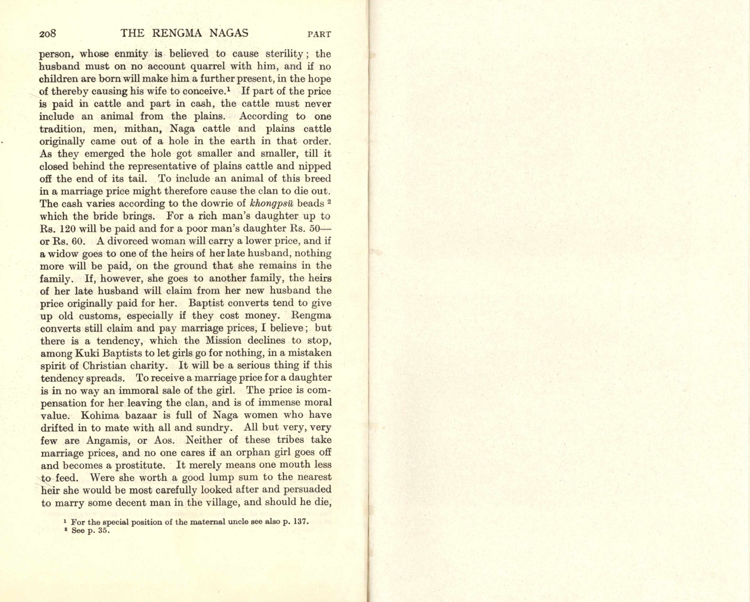 208 THE RENGMA NAGAS PART
person, whose enmity is believed to cause sterility; the
husband must on no account quarrel with him, and if no
children are born will make him a further present, in the hope
of thereby causing his wife to conceive.¹ If part of the price
is paid in cattle and part in cash, the cattle must never
include an animal from the plains. According to one
tradition, men, mithan, Naga cattle and plains cattle
originally came out of a hole in the earth in that order.
As they emerged the hole got smaller and smaller, till it
closed behind the representative of plains cattle and nipped
off the end of its tail. To include an animal of this breed
in a marriage price might therefore cause the clan to die out.
The cash varies according to the dowrie of khongpsü beads ²
which the bride brings. For a rich man's daughter up to
Rs. 120 will be paid and for a poor man's daughter Rs. 50—
or Rs. 60. A divorced woman will carry a lower price, and if
a widow goes to one of the heirs of her late husband, nothing
more will be paid, on the ground that she remains in the
family. If, however, she goes to another family, the heirs
of her late husband will claim from her new husband the
price originally paid for her. Baptist converts tend to give
up old customs, especially if they cost money. Rengma
converts still claim and pay marriage prices, I believe; but
there is a tendency, which the Mission declines to stop,
among Kuki Baptists to let girls go for nothing, in a mistaken
spirit of Christian charity. It will be a serious thing if this
tendency spreads. To receive a marriage price for a daughter
is in no way an immoral sale of the girl. The price is com-
pensation for her leaving the clan, and is of immense moral
value. Kohima bazaar is full of Naga women who have
drifted in to mate with all and sundry. All but very, very
few are Angamis, or Aos. Neither of these tribes take
marriage prices, and no one cares if an orphan girl goes off
and becomes a prostitute. It merely means one mouth less
to feed. Were she worth a good lump sum to the nearest
heir she would be most carefully looked after and persuaded
to marry some decent man in the village, and should he die,
¹ For the special position of the maternal uncle see also p. 137.
² See p. 35.